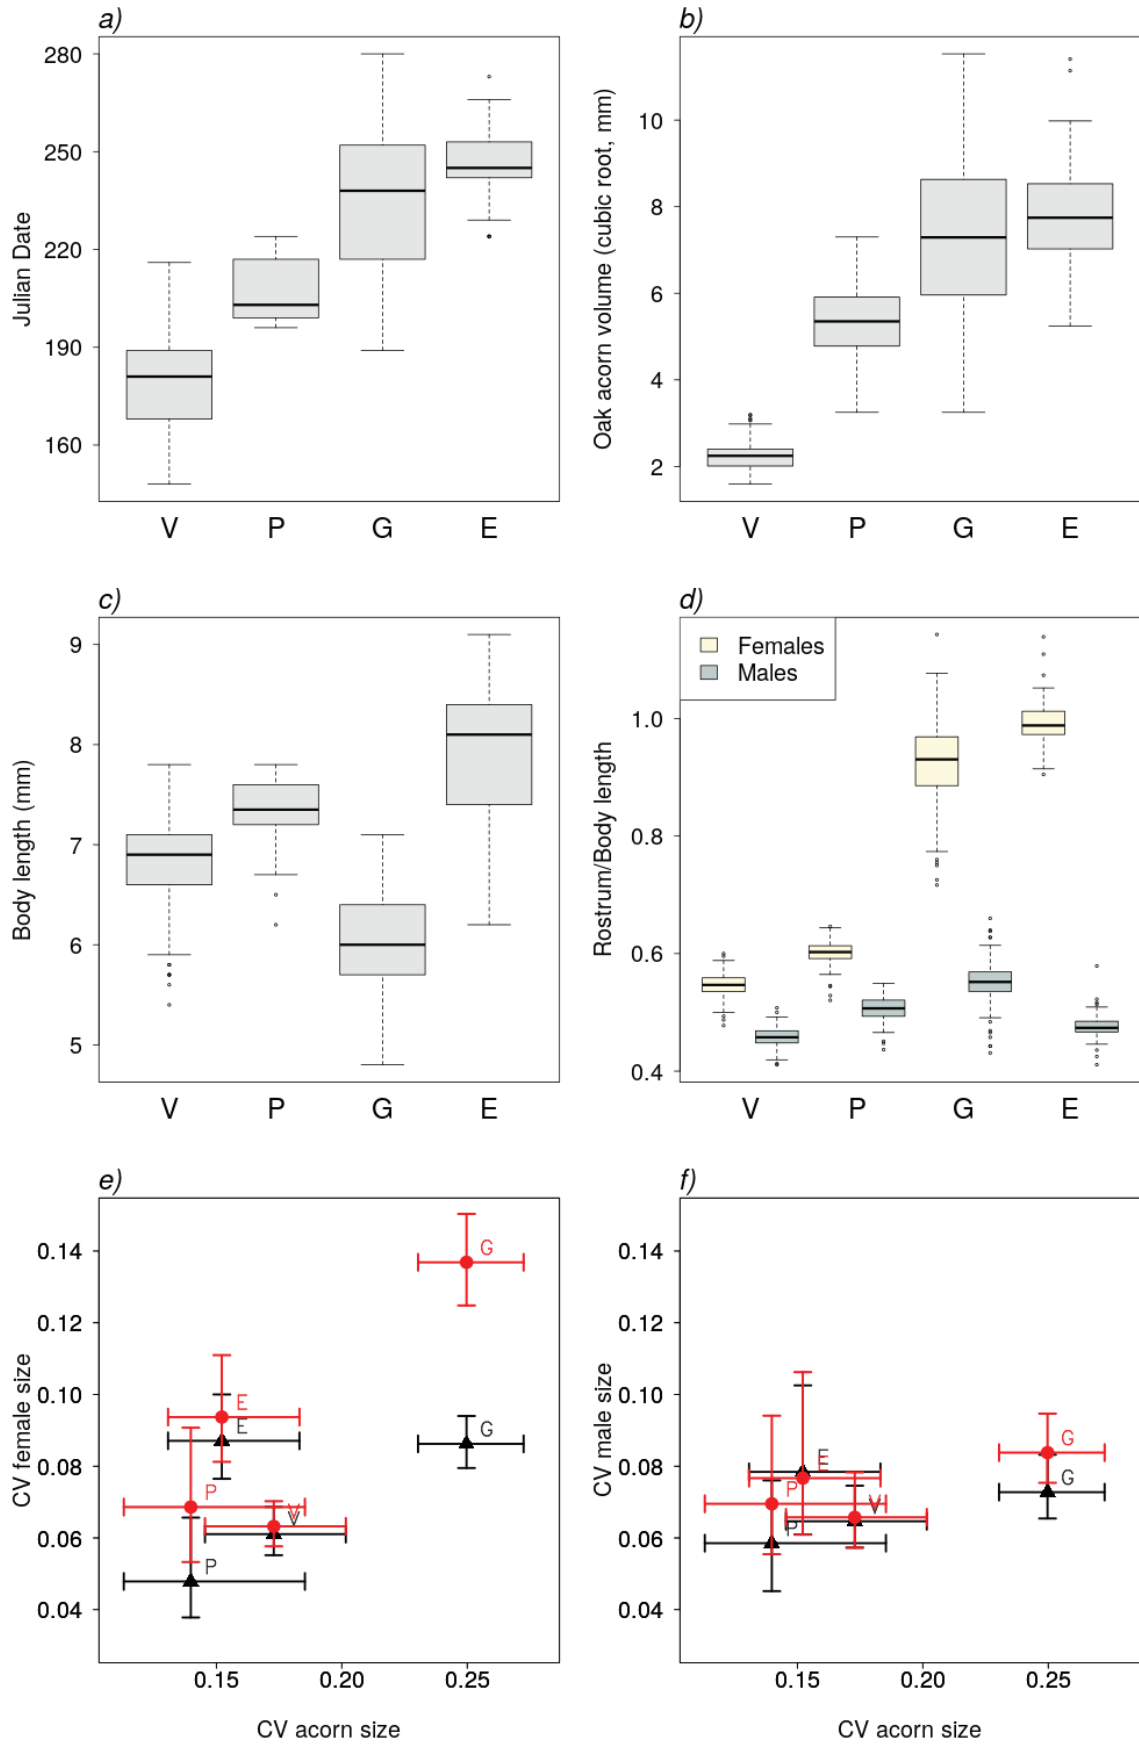 a)
280
250
220
190
160
Julian Date
V P G E
b)
10
8
6
4
2
Oak acorn volume (cubic root, mm)
V P G E
c)
9
8
7
6
5
Body length (mm)
V P G E
d)
Females
Males
1.0
0.8
0.6
0.4
Rostrum/Body length
V P G E
e)
0.14
0.12
0.10
0.08
0.06
0.04
CV female size
G
E
E
G
P
V
V
P
0.15 0.20 0.25
CV acorn size
f)
0.14
0.12
0.10
0.08
0.06
0.04
CV male size
G
E
E
G
P
V
V
P
0.15 0.20 0.25
CV acorn size